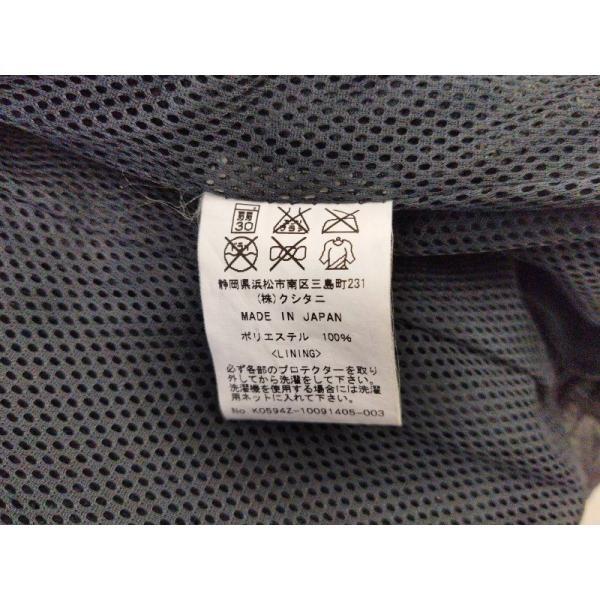 弱
30
静岡県浜松市南区三島町231
(株)クシタニ
MADE IN JAPAN
ポリエステル 100%
<LINING>
必ず各部のプロテクターを取り
外してから洗濯をして下さい。
洗濯機を使用する場合には洗濯
用ネットに入れて下さい。
No. K0594Z-10091405-003